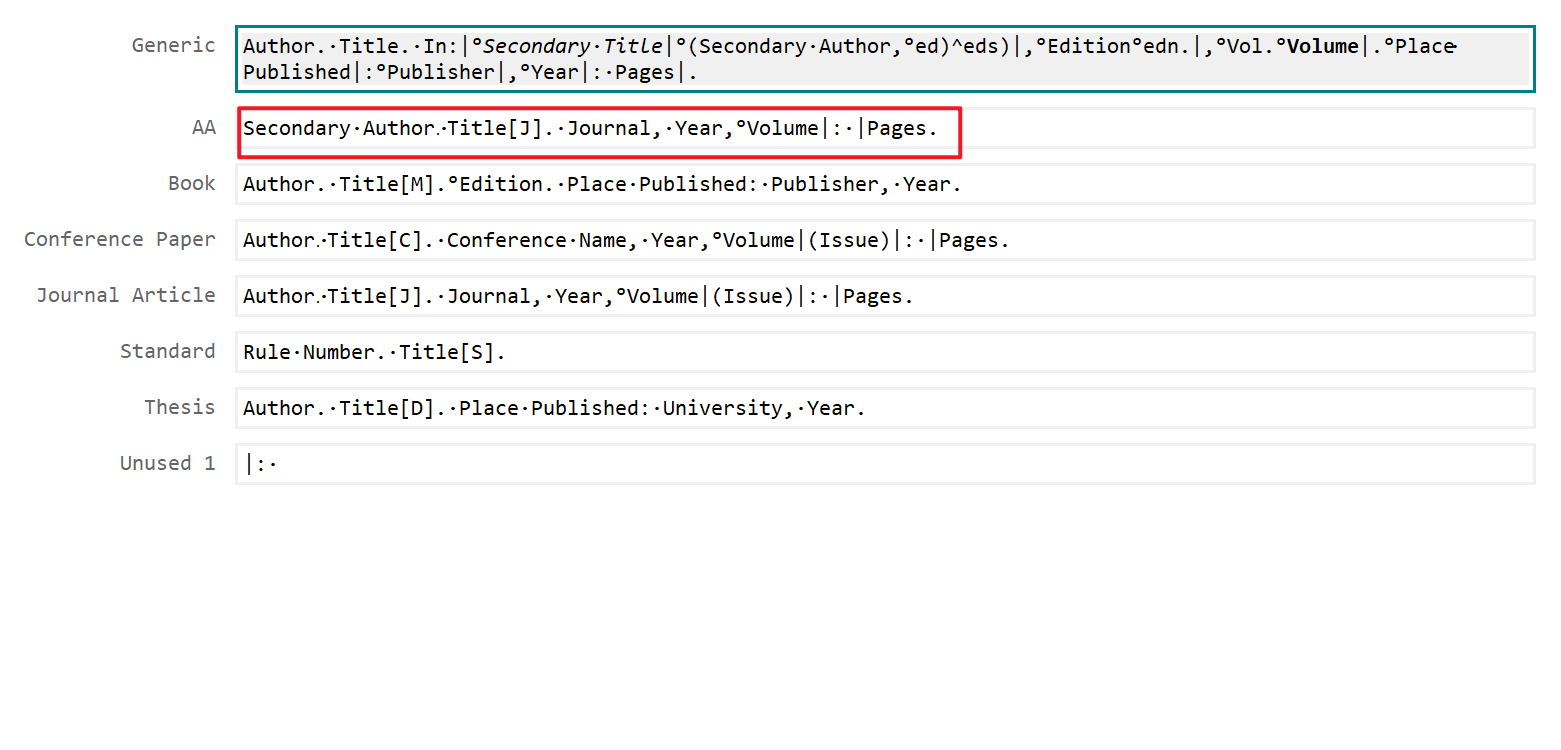 Generic
Author.·Title.·In:|°Secondary·Title|°(Secondary·Author,°ed)^eds)|,°Edition°edn.|,°Vol.°Volume|.°Place·
Published|:°Publisher|,°Year|:·Pages|.
AA
Secondary·Author.·Title[J].·Journal,·Year,°Volume|:·|Pages.
Book
Author.·Title[M].°Edition.·Place·Published:·Publisher,·Year.
Conference Paper
Author.·Title[C].·Conference·Name,·Year,°Volume|(Issue)|:·|Pages.
Journal Article
Author.·Title[J].·Journal,·Year,°Volume|(Issue)|:·|Pages.
Standard
Rule·Number.·Title[S].
Thesis
Author.·Title[D].·Place·Published:·University,·Year.
Unused 1
|:·